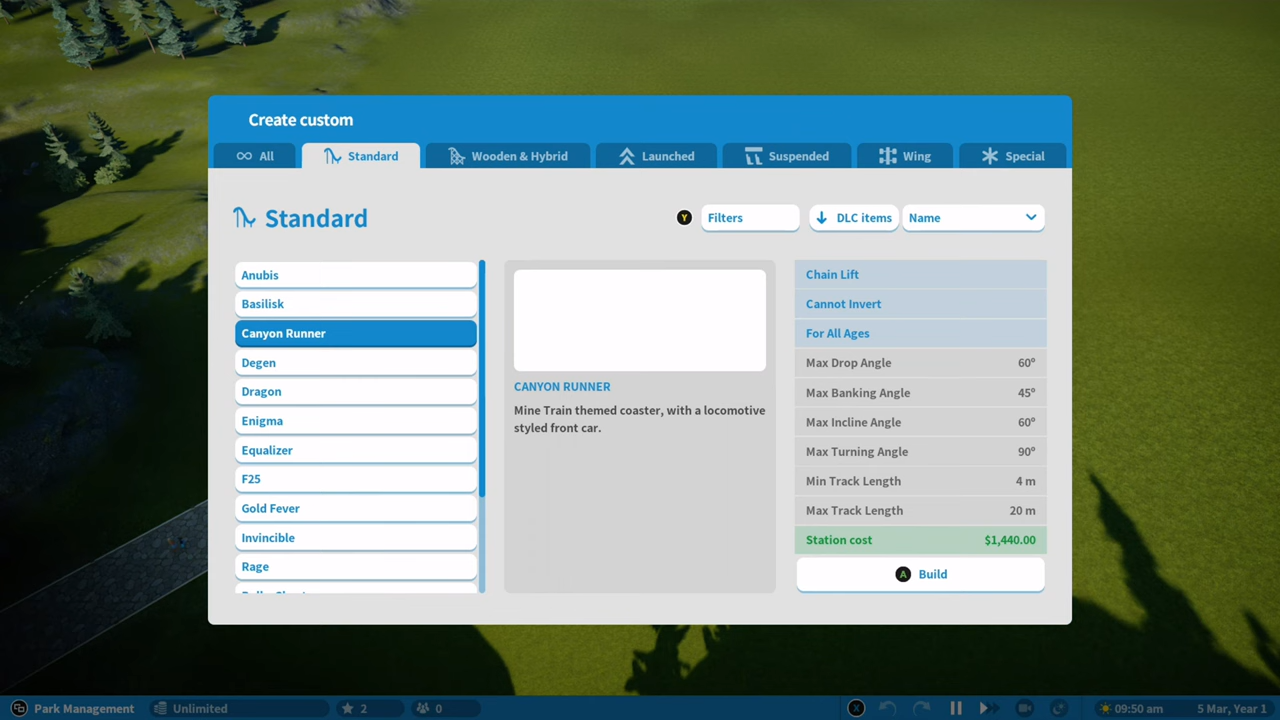 Create custom
All
Standard
Wooden & Hybrid
Launched
Suspended
Wing
Special
Standard
Y
Filters
DLC items
Name
Anubis
Basilisk
Canyon Runner
Degen
Dragon
Enigma
Equalizer
F25
Gold Fever
Invincible
Rage
CANYON RUNNER
Mine Train themed coaster, with a locomotive
styled front car.
Chain Lift
Cannot Invert
For All Ages
Max Drop Angle 60º
Max Banking Angle 45º
Max Incline Angle 60º
Max Turning Angle 90º
Min Track Length 4 m
Max Track Length 20 m
Station cost $1,440.00
A Build
Park Management
Unlimited
2
0
X
09:50 am
5 Mar, Year 1